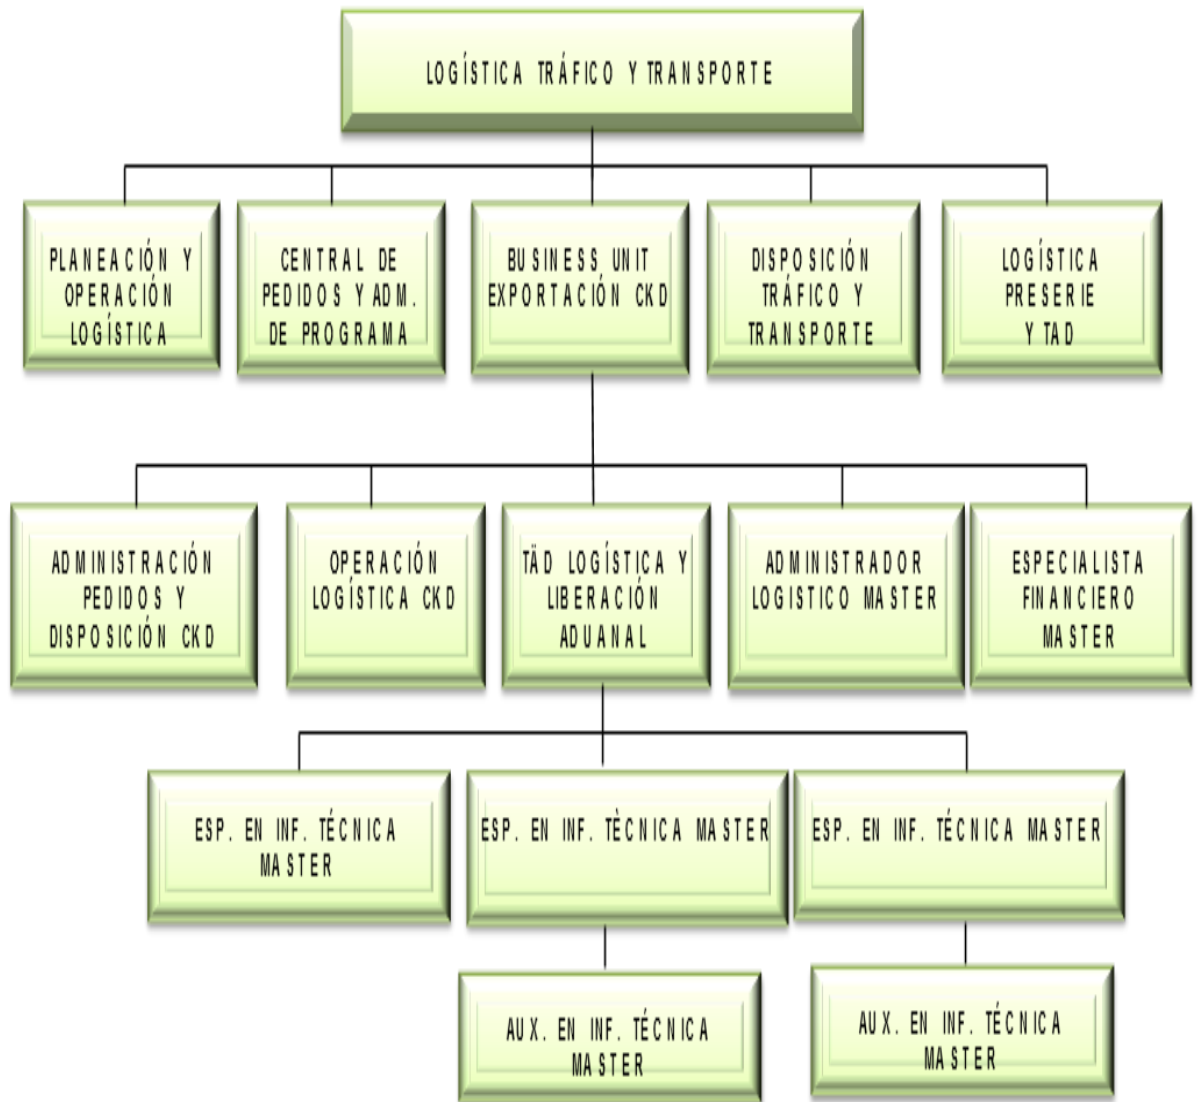 LOGÍSTICA TRÁFICO Y TRANSPORTE
PLANEACIÓN Y
OPERACIÓN
LOGÍSTICA
CENTRAL DE
PEDIDOS Y ADM.
DE PROGRAMA
BUSINESS UNIT
EXPORTACIÓN CKD
DISPOSICIÓN
TRÁFICO Y
TRANSPORTE
LOGÍSTICA
PRESERIE
Y TAD
ADMINISTRACIÓN
PEDIDOS Y
DISPOSICIÓN CKD
OPERACIÓN
LOGÍSTICA CKD
TÄD LOGÍSTICA Y
LIBERACIÓN
ADUANAL
ADMINISTRADOR
LOGISTICO MASTER
ESPECIALISTA
FINANCIERO
MASTER
ESP. EN INF. TÉCNICA
MASTER
ESP. EN INF. TÈCNICA MASTER
ESP. EN INF. TÉCNICA MASTER
AUX. EN INF. TÉCNICA
MASTER
AUX. EN INF. TÉCNICA
MASTER